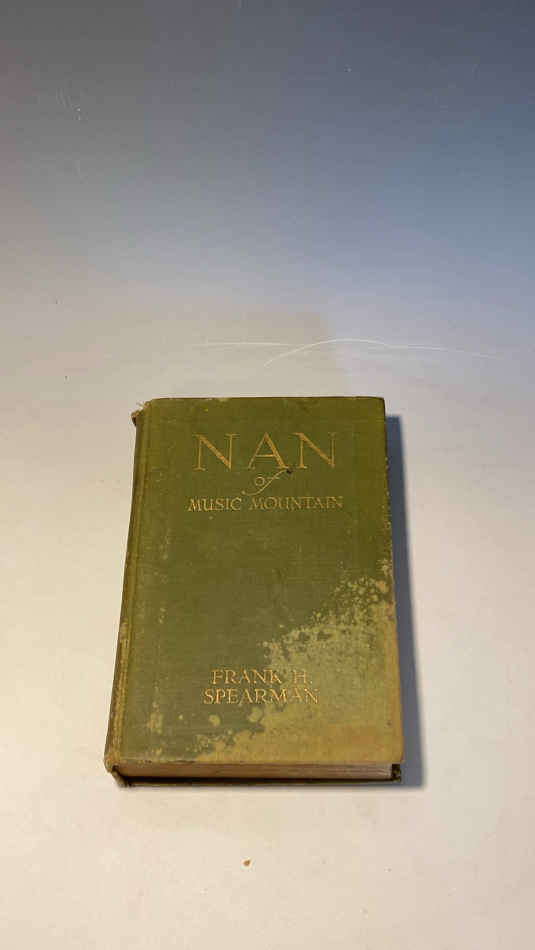 NAN
of
MUSIC MOUNTAIN
FRANK H.
SPEARMAN